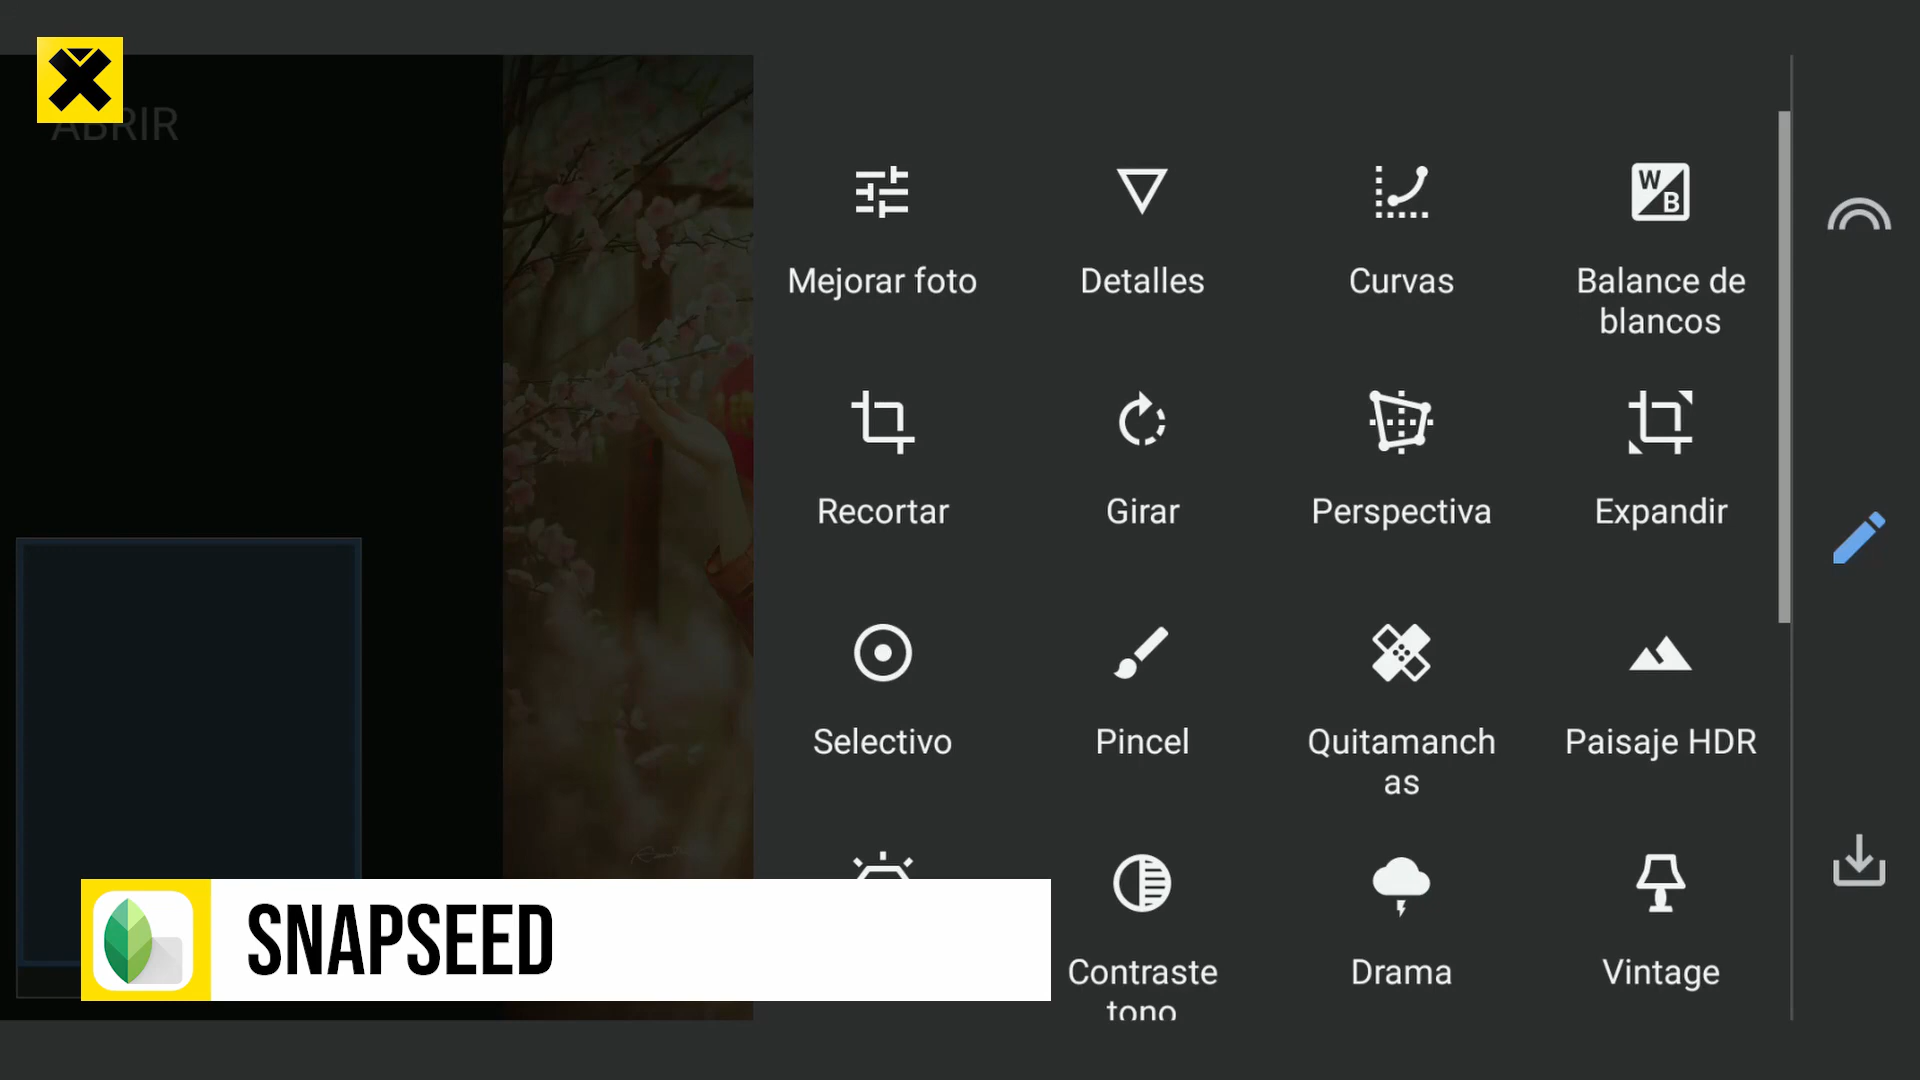 ABRIR
Mejorar foto
Detalles
Curvas
W
B
Balance de
blancos
Recortar
Girar
Perspectiva
Expandir
Selectivo
Pincel
Quitamanch
as
Paisaje HDR
Contraste
tono
Drama
Vintage
SNAPSEED